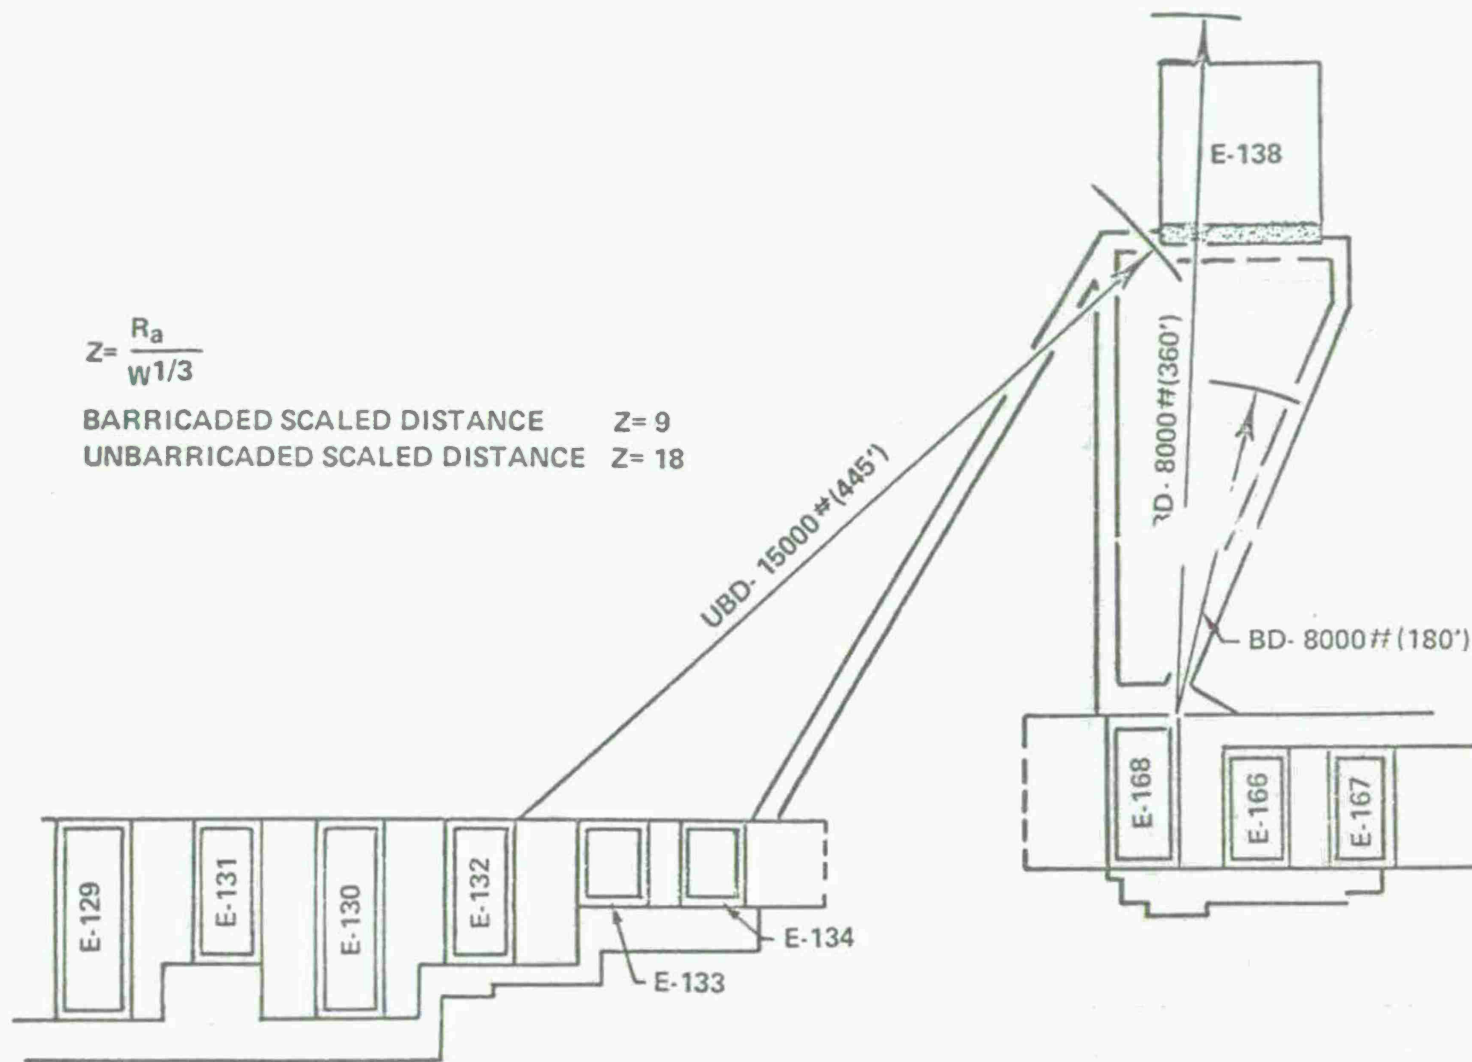 E-138
Z= Ra
W1/3
BARRICADED SCALED DISTANCE Z= 9
UNBARRICADED SCALED DISTANCE Z= 18
UBD- 15000#(445')
BD- 8000#(360')
BD- 8000#(180')
E-168
E-166
E-167
E-129
E-131
E-130
E-132
E-134
E-133